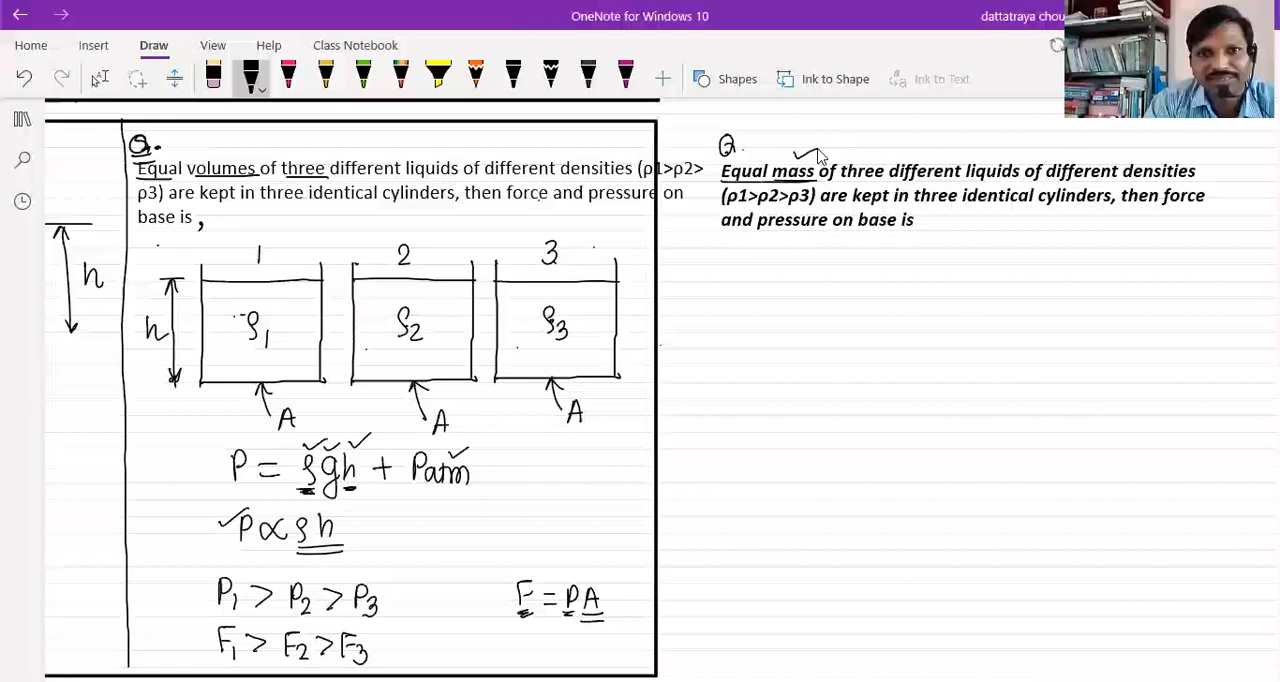 OneNote for Windows 10
dattatraya chou
Home Insert Draw View Help Class Notebook
Shapes Ink to Shape Ink to Text
Q.
Equal volumes of three different liquids of different densities (ρ1>ρ2>
ρ3) are kept in three identical cylinders, then force and pressure on
base is ,
1 2 3
h
h ρ1 ρ2 ρ3
A A A
P = ρgh + Patm
P ∝ ρh
P1 > P2 > P3
F = PA
F1 > F2 > F3
Q.
Equal mass of three different liquids of different densities
(ρ1>ρ2>ρ3) are kept in three identical cylinders, then force
and pressure on base is